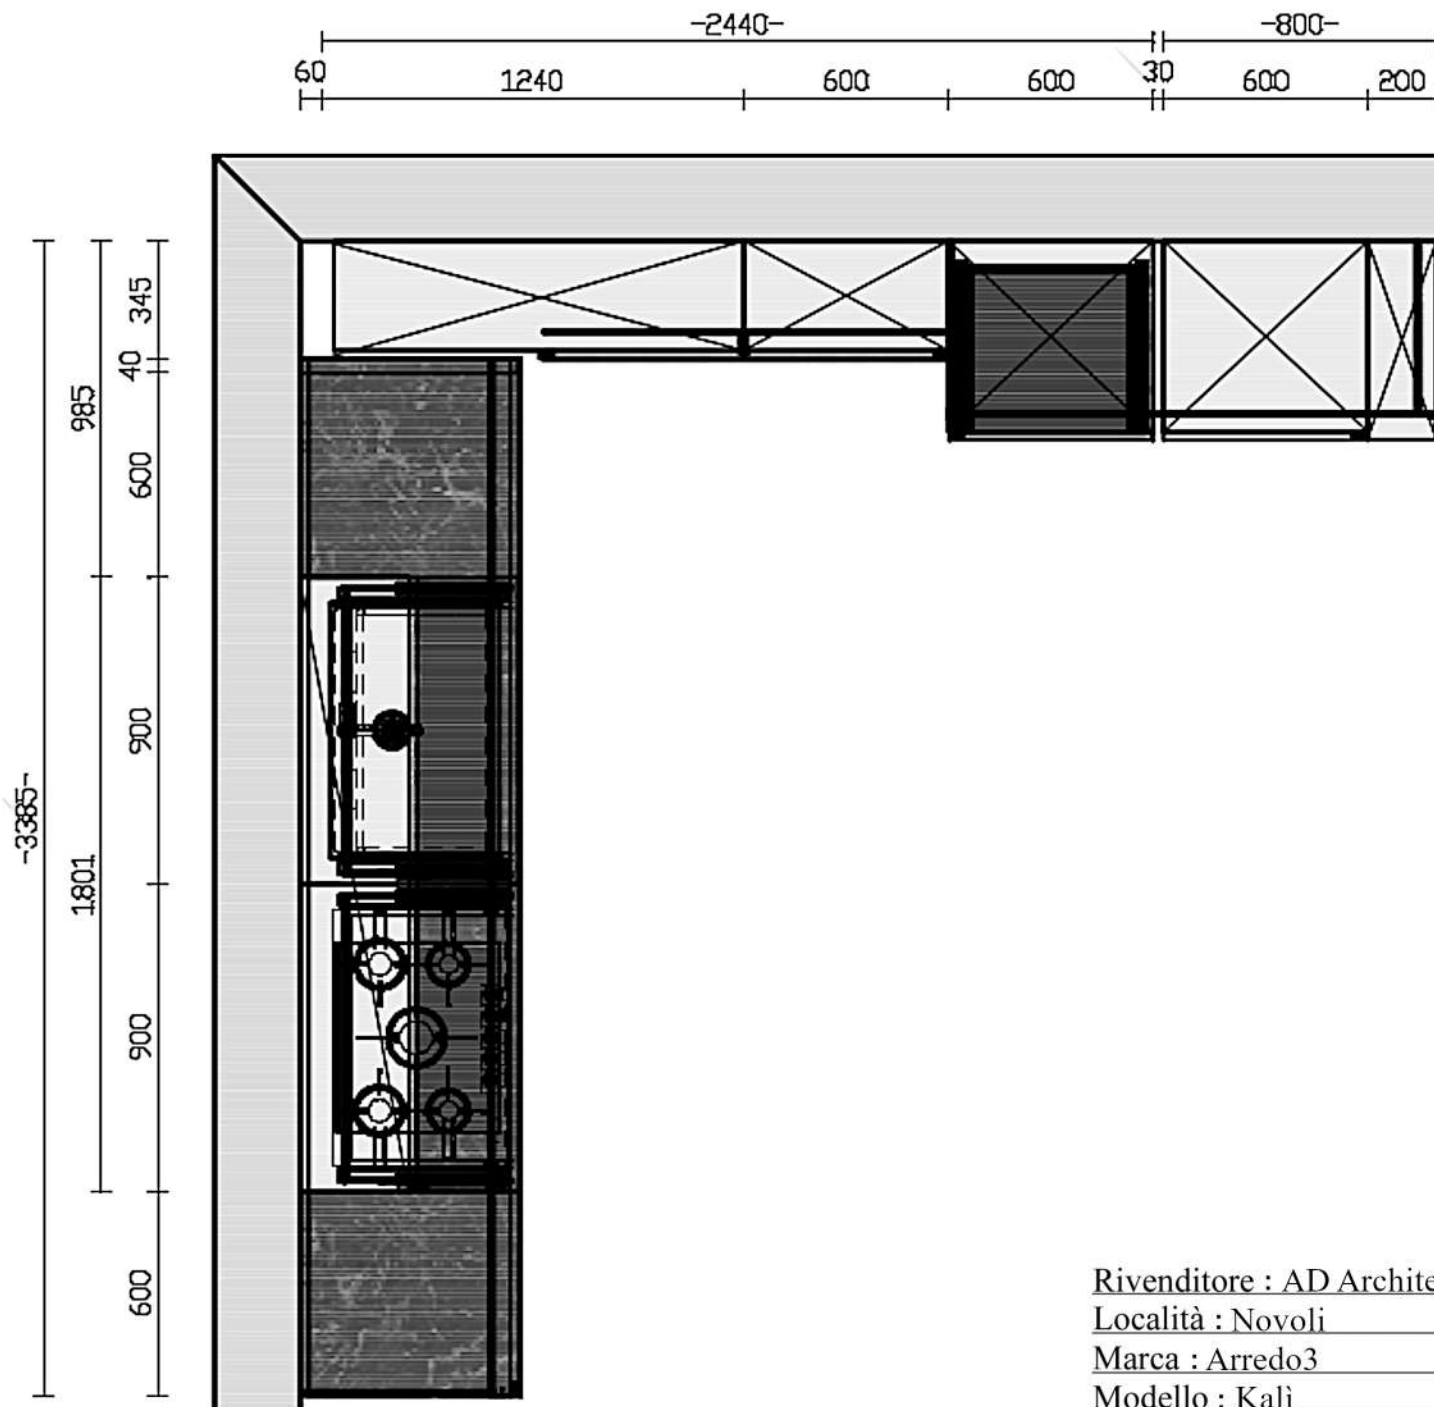 -2440- -800-
60 1240 600 600 30 600 200
345
40
985
600
900
-3385-
1801
900
600
Rivenditore : AD Archite
Località : Novoli
Marca : Arredo3
Modello : Kalì